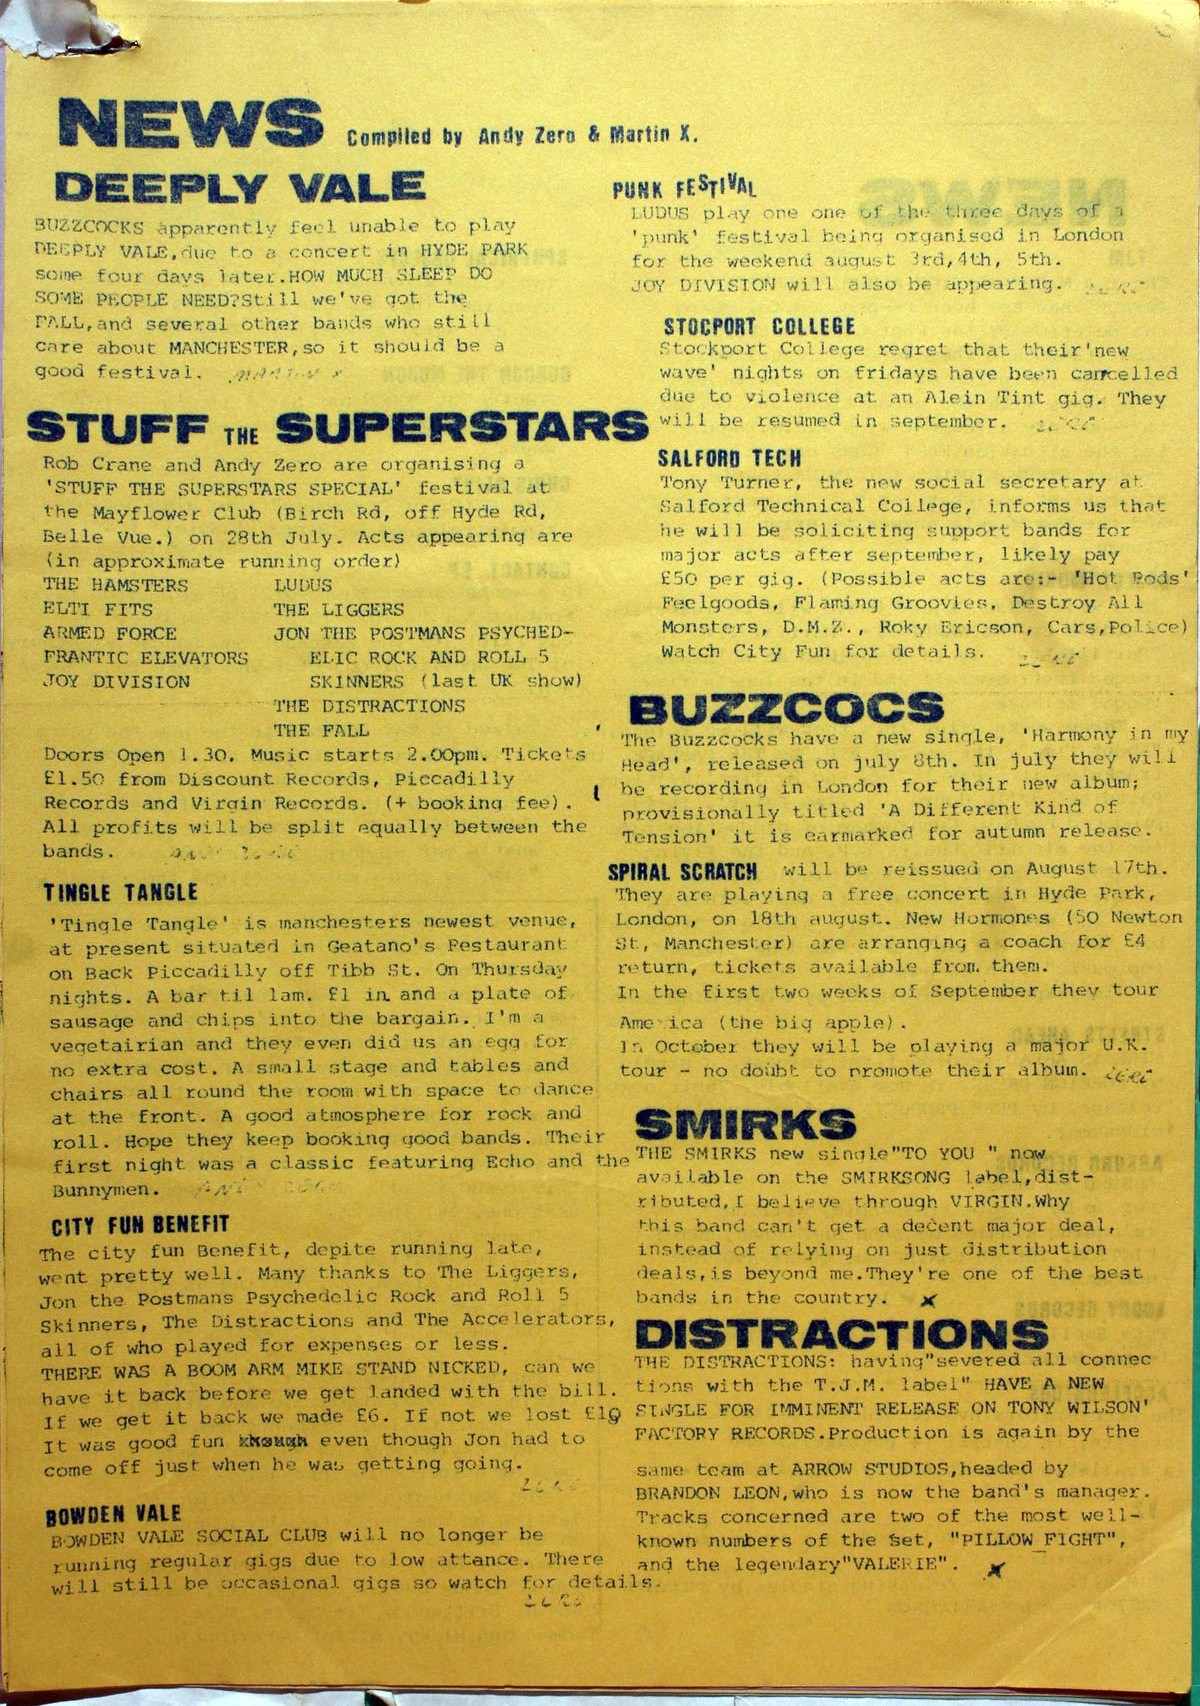 NEWS Compiled by Andy Zero & Martin X.
DEEPLY VALE
BUZZCOCKS apparently feel unable to play
DEEPLY VALE,due to a concert in HYDE PARK
some four days later.HOW MUCH SLEEP DO
SOME PEOPLE NEED?Still we've got the
FALL,and several other bands who still
care about MANCHESTER,so it should be a
good festival. MARTIN X
STUFF THE SUPERSTARS
Rob Crane and Andy Zero are organising a
'STUFF THE SUPERSTARS SPECIAL' festival at
the Mayflower Club (Birch Rd, off Hyde Rd,
Belle Vue.) on 28th July. Acts appearing are
(in approximate running order)
THE HAMSTERS LUDUS
ELTI FITS THE LIGGERS
ARMED FORCE JON THE POSTMANS PSYCHED-
FRANTIC ELEVATORS ELIC ROCK AND ROLL 5
JOY DIVISION SKINNERS (last UK show)
THE DISTRACTIONS
THE FALL
Doors Open 1.30. Music starts 2.00pm. Tickets
£1.50 from Discount Records, Piccadilly
Records and Virgin Records. (+ booking fee).
All profits will be split equally between the
bands. ANDY ZERO
TINGLE TANGLE
'Tingle Tangle' is manchesters newest venue,
at present situated in Geatano's Restaurant
on Back Piccadilly off Tibb St. On Thursday
nights. A bar til 1am. £1 in and a plate of
sausage and chips into the bargain. I'm a
vegetairian and they even did us an egg for
no extra cost. A small stage and tables and
chairs all round the room with space to dance
at the front. A good atmosphere for rock and
roll. Hope they keep booking good bands. Their
first night was a classic featuring Echo and the
Bunnymen. ANDY ZERO
CITY FUN BENEFIT
The city fun Benefit, depite running late,
went pretty well. Many thanks to The Liggers,
Jon the Postmans Psychedelic Rock and Roll 5
Skinners, The Distractions and The Accelerators,
all of who played for expenses or less.
THERE WAS A BOOM ARM MIKE STAND NICKED, can we
have it back before we get landed with the bill.
If we get it back we made £6. If not we lost £19
It was good fun even though Jon had to
come off just when he was getting going.
ZERO
BOWDEN VALE
BOWDEN VALE SOCIAL CLUB will no longer be
running regular gigs due to low attance. There
will still be occasional gigs so watch for details.
ZERO
PUNK FESTIVAL
LUDUS play one one of the three days of a
'punk' festival being organised in London
for the weekend august 3rd,4th, 5th.
JOY DIVISION will also be appearing. ZERO
STOCPORT COLLEGE
Stockport College regret that their'new
wave' nights on fridays have been cancelled
due to violence at an Alein Tint gig. They
will be resumed in september. ZERO
SALFORD TECH
Tony Turner, the new social secretary at
Salford Technical College, informs us that
he will be soliciting support bands for
major acts after september, likely pay
£50 per gig. (Possible acts are:- 'Hot Rods'
Feelgoods, Flaming Groovies, Destroy All
Monsters, D.M.Z., Roky Ericson, Cars,Police)
Watch City Fun for details. ZERO
BUZZCOCS
The Buzzcocks have a new single, 'Harmony in my
Head', released on july 8th. In july they will
be recording in London for their new album;
provisionally titled 'A Different Kind of
Tension' it is earmarked for autumn release.
SPIRAL SCRATCH will be reissued on August 17th.
They are playing a free concert in Hyde Park,
London, on 18th august. New Hormones (50 Newton
St, Manchester) are arranging a coach for £4
return, tickets available from them.
In the first two weeks of September they tour
America (the big apple).
In October they will be playing a major U.K.
tour - no doubt to promote their album. ZERO
SMIRKS
THE SMIRKS new single"TO YOU " now
available on the SMIRKSONG label,dist-
ributed,I believe through VIRGIN.Why
this band can't get a decent major deal,
instead of relying on just distribution
deals,is beyond me.They're one of the best
bands in the country. X
DISTRACTIONS
THE DISTRACTIONS: having"severed all connec
tions with the T.J.M. label" HAVE A NEW
SINGLE FOR IMMINENT RELEASE ON TONY WILSON'
FACTORY RECORDS.Production is again by the
same team at ARROW STUDIOS,headed by
BRANDON LEON,who is now the band's manager.
Tracks concerned are two of the most well-
known numbers of the set, "PILLOW FIGHT",
and the legendary"VALERIE". X